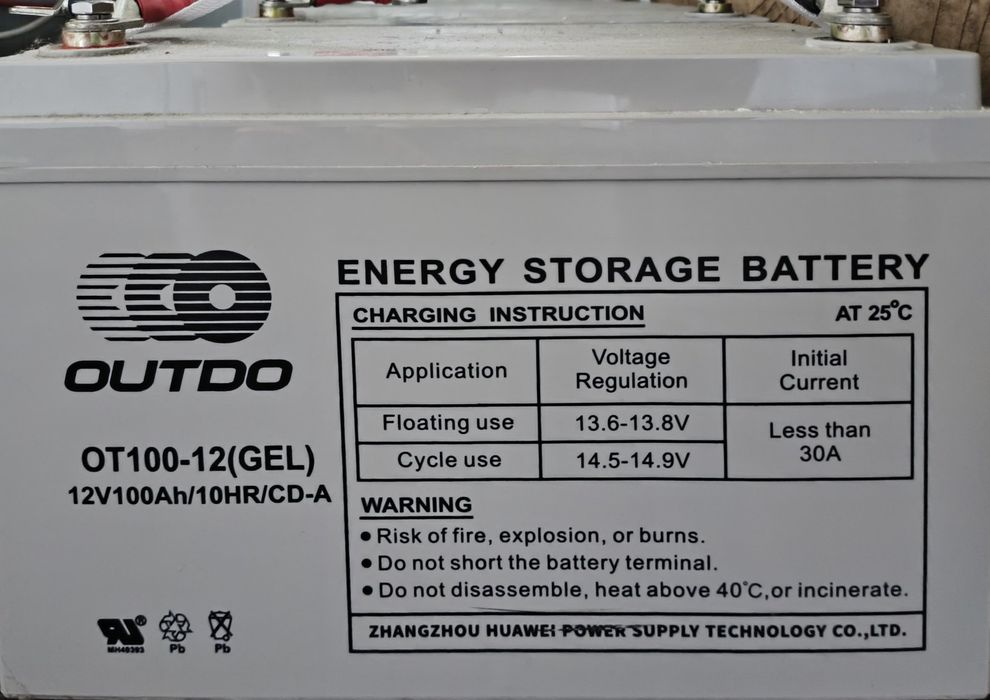 OUTDO
OT100-12(GEL)
12V100Ah/10HR/CD-A
MH49393
Pb
Pb
ENERGY STORAGE BATTERY
CHARGING INSTRUCTION AT 25°C
Application
Voltage
Regulation
Initial
Current
Floating use 13.6-13.8V
Cycle use 14.5-14.9V
Less than
30A
WARNING
● Risk of fire, explosion, or burns.
● Do not short the battery terminal.
● Do not disassemble, heat above 40°C,or incinerate.
ZHANGZHOU HUAWEI POWER SUPPLY TECHNOLOGY CO.,LTD.